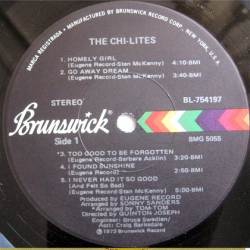 MARCA REGISTRADA • MANUFACTURED BY BRUNSWICK RECORD CORP. NEW YORK, U.S.A.
THE CHI-LITES
1. HOMELY GIRL
(Eugene Record-Stan McKenny) 4:10-BMI
2. GO AWAY DREAM
(Eugene Record-Stan McKenny) 4:20-BMI
STEREO BL-754197
Brunswick®
Side 1 BMG 5055
*3. TOO GOOD TO BE FORGOTTEN
(Eugene Record-Barbara Acklin) 3:20-BMI
4. I FOUND SUNSHINE
(Eugene Record)
5. I NEVER HAD IT SO GOOD
(And Felt So Bad)
(Eugene Record-Stan McKenny) 5:40-BMI
Produced by EUGENE RECORD
Arranged by SONNY SANDERS
*Arranged by TOM-TOM
Directed by QUINTON JOSEPH
Engineer: Bruce Swedien/
Asst: Craig Barksdale
℗1973 Brunswick Record Corp.